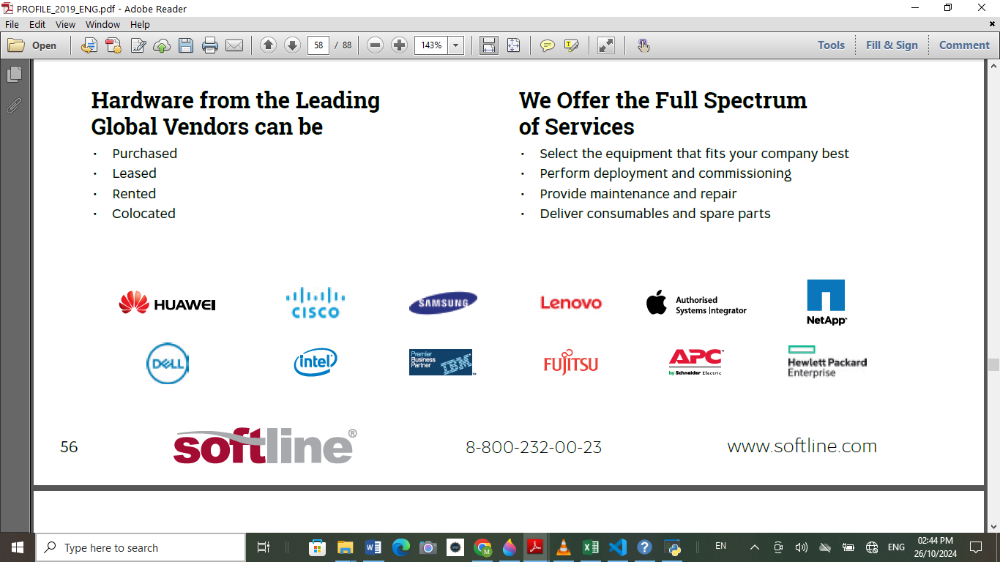 PROFILE_2019_ENG.pdf - Adobe Reader
File Edit View Window Help
Open 58 / 88 143% Tools Fill & Sign Comment
Hardware from the Leading
Global Vendors can be
· Purchased
· Leased
· Rented
· Colocated
We Offer the Full Spectrum
of Services
· Select the equipment that fits your company best
· Perform deployment and commissioning
· Provide maintenance and repair
· Deliver consumables and spare parts
HUAWEI
CISCO
SAMSUNG
Lenovo
Authorised
Systems Integrator
NetApp™
DELL
intel
Premier
Business
Partner
IBM
FUJITSU
APC™
by Schneider Electric
Hewlett Packard
Enterprise
56 softline® 8-800-232-00-23 www.softline.com
Type here to search
EN
ENG
02:44 PM
26/10/2024